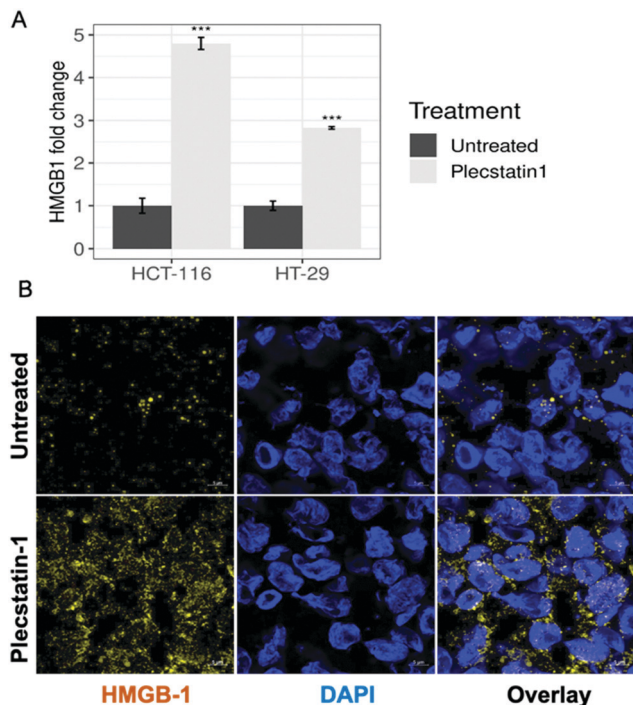 A
HMGB1 fold change
5
4
3
2
1
0
***
***
HCT-116
HT-29
Treatment
Untreated
Plecstatin1
B
Untreated
Plecstatin-1
HMGB-1
DAPI
Overlay